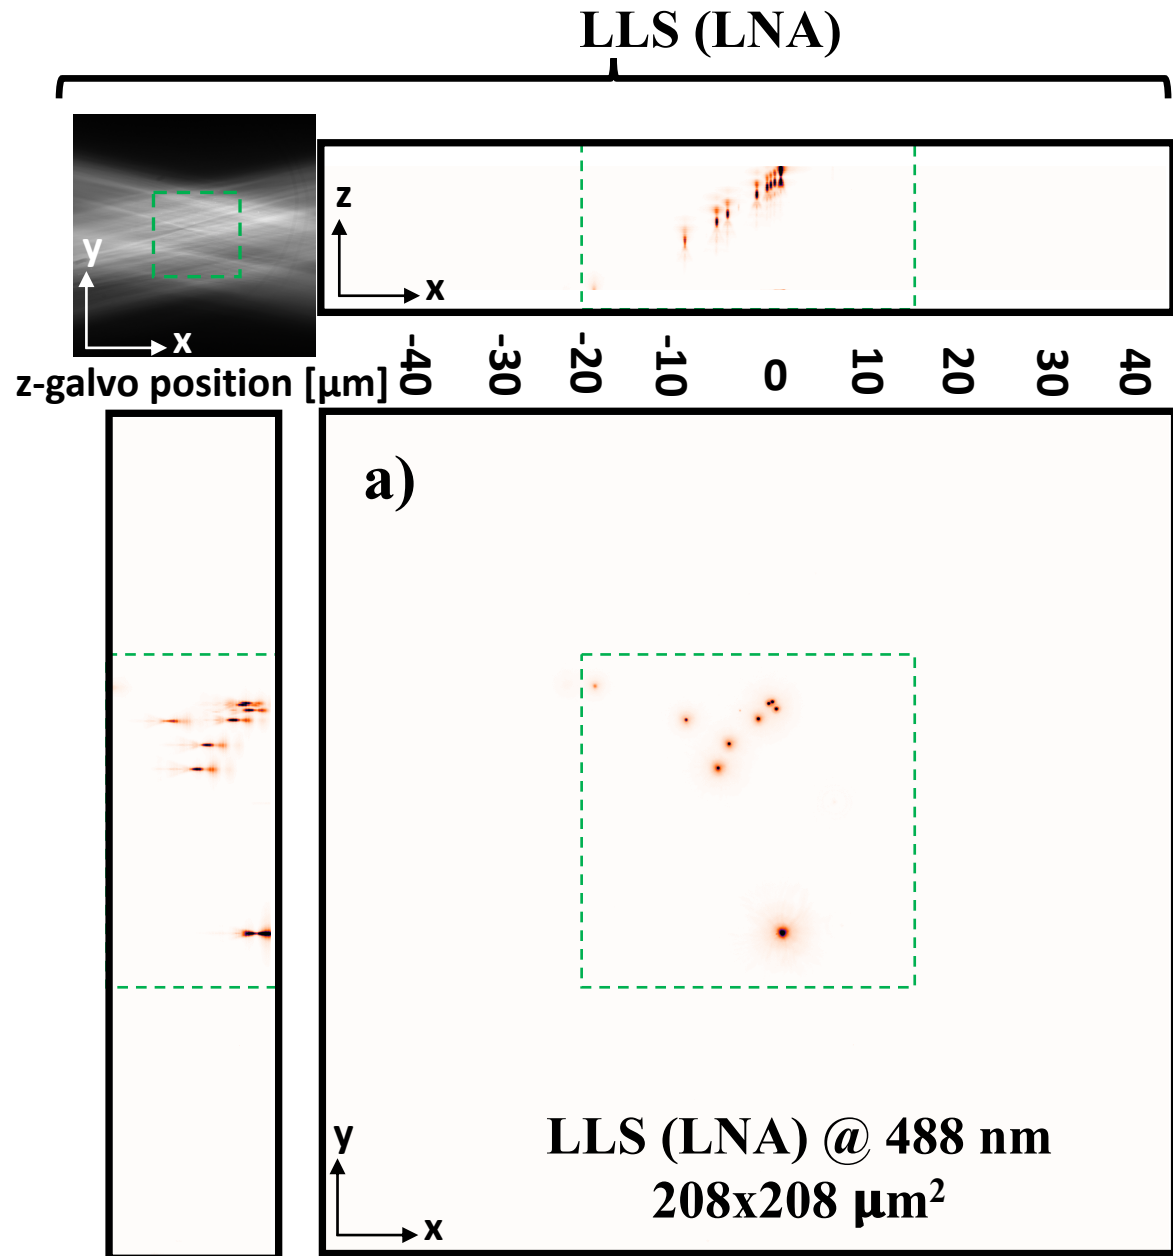 LLS (LNA)
z
y
x
x
z-galvo position [μm]
-40 -30 -20 -10 0 10 20 30 40
a)
y
x
LLS (LNA) @ 488 nm
208x208 μm²